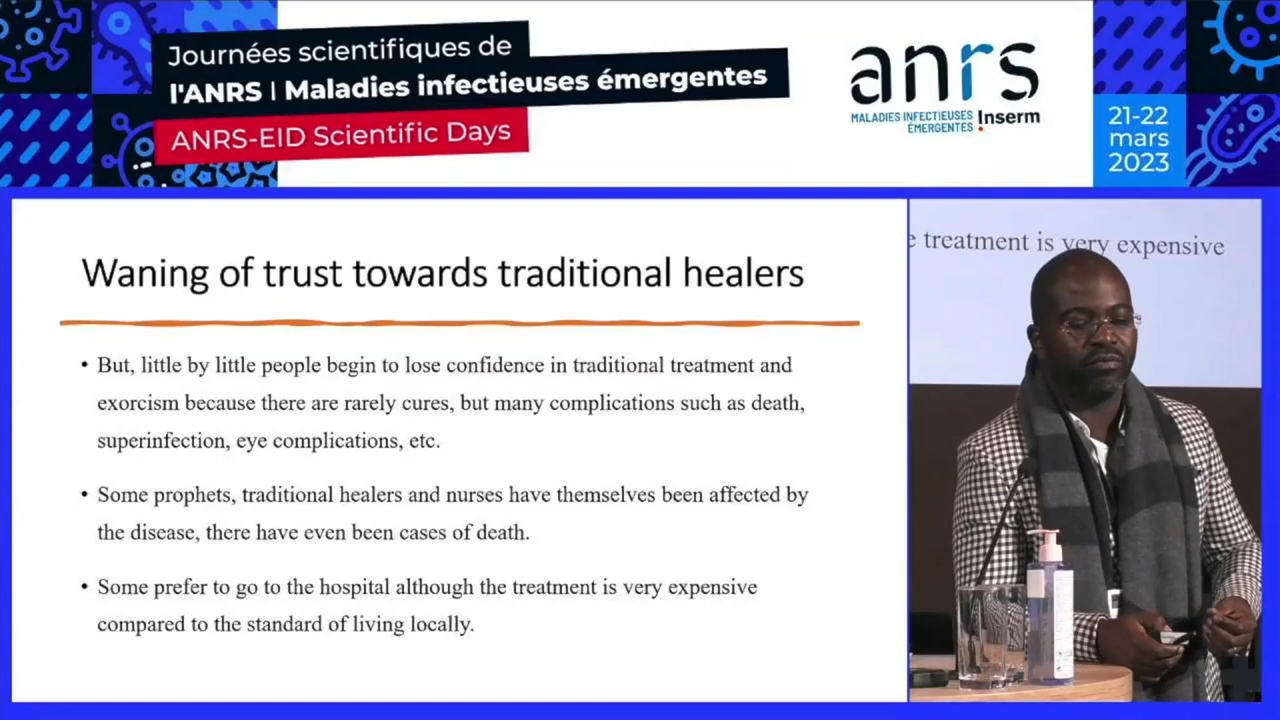 Journées scientifiques de
l'ANRS | Maladies infectieuses émergentes
ANRS-EID Scientific Days
anrs
MALADIES INFECTIEUSES
ÉMERGENTES
Inserm
21-22
mars
2023
Waning of trust towards traditional healers
• But, little by little people begin to lose confidence in traditional treatment and
exorcism because there are rarely cures, but many complications such as death,
superinfection, eye complications, etc.
• Some prophets, traditional healers and nurses have themselves been affected by
the disease, there have even been cases of death.
• Some prefer to go to the hospital although the treatment is very expensive
compared to the standard of living locally.
e treatment is very expensive